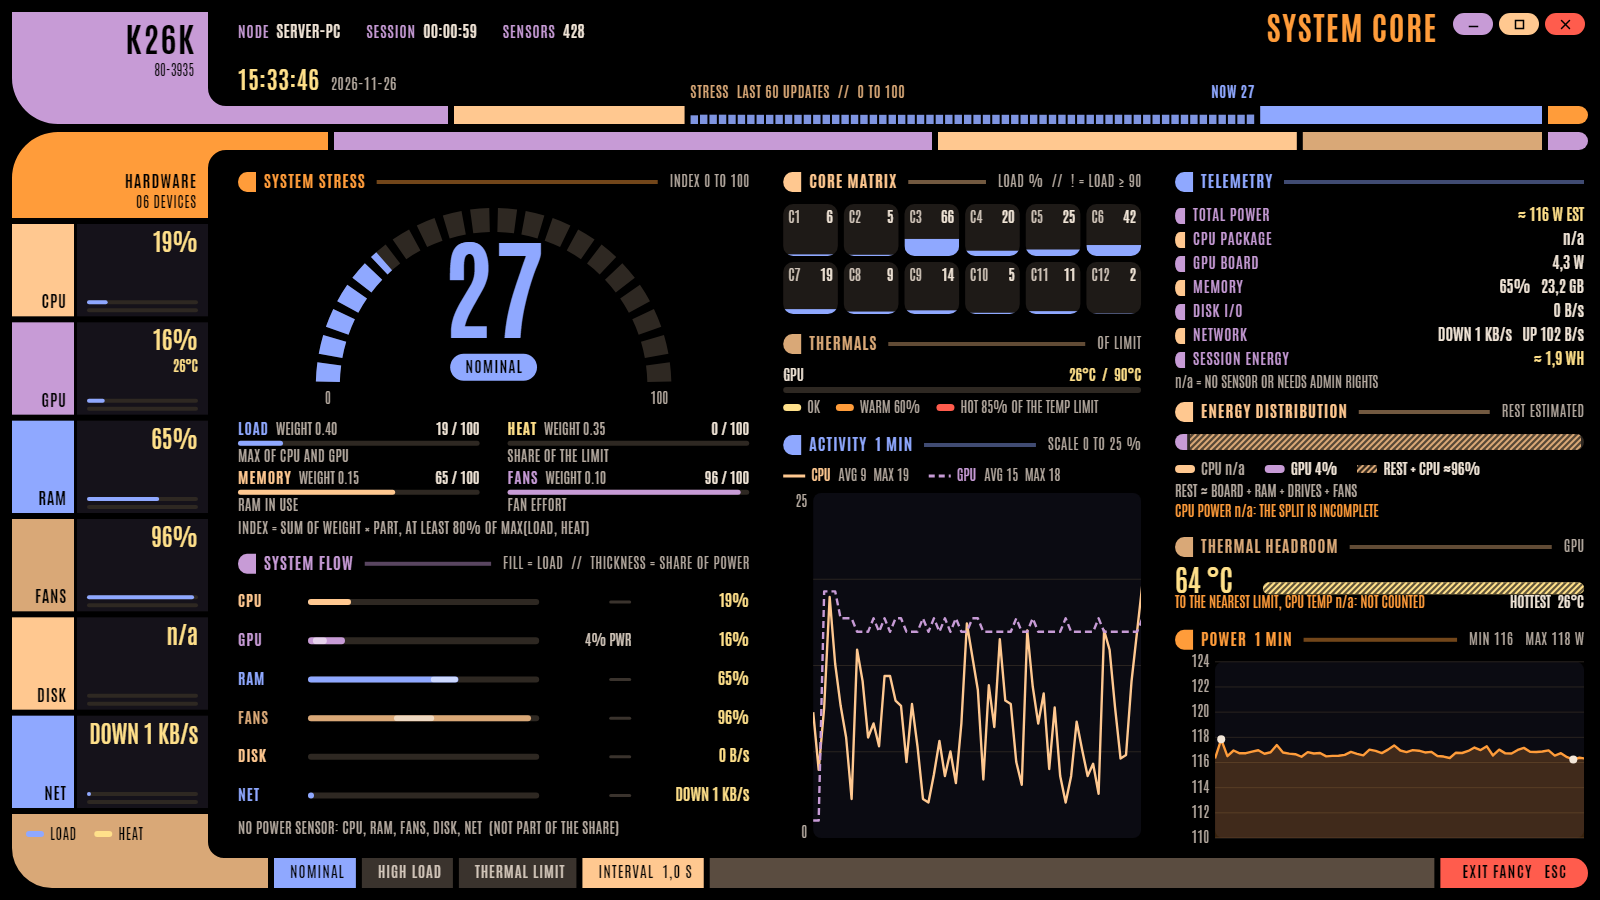 K26K
80-3935
NODE SERVER-PC SESSION 00:00:59 SENSORS 428
15:33:46 2026-11-26
SYSTEM CORE
STRESS LAST 60 UPDATES // 0 TO 100
NOW 27
HARDWARE
06 DEVICES
19%
CPU
16%
26°C
GPU
65%
RAM
96%
FANS
n/a
DISK
DOWN 1 KB/s
NET
LOAD HEAT
SYSTEM STRESS INDEX 0 TO 100
27
NOMINAL
0 100
LOAD WEIGHT 0.40 19 / 100
MAX OF CPU AND GPU
HEAT WEIGHT 0.35 0 / 100
SHARE OF THE LIMIT
MEMORY WEIGHT 0.15 65 / 100
RAM IN USE
FANS WEIGHT 0.10 96 / 100
FAN EFFORT
INDEX = SUM OF WEIGHT × PART, AT LEAST 80% OF MAX(LOAD, HEAT)
SYSTEM FLOW FILL = LOAD // THICKNESS = SHARE OF POWER
CPU 19%
GPU 4% PWR 16%
RAM 65%
FANS 96%
DISK 0 B/s
NET DOWN 1 KB/s
NO POWER SENSOR: CPU, RAM, FANS, DISK, NET (NOT PART OF THE SHARE)
CORE MATRIX LOAD % // ! = LOAD ≥ 90
C1 6 C2 5 C3 66 C4 20 C5 25 C6 42
C7 19 C8 9 C9 14 C10 5 C11 11 C12 2
THERMALS OF LIMIT
GPU 26°C / 90°C
OK WARM 60% HOT 85% OF THE TEMP LIMIT
ACTIVITY 1 MIN SCALE 0 TO 25 %
CPU AVG 9 MAX 19 GPU AVG 15 MAX 18
25
0
TELEMETRY
TOTAL POWER ≈ 116 W EST
CPU PACKAGE n/a
GPU BOARD 4,3 W
MEMORY 65% 23,2 GB
DISK I/O 0 B/s
NETWORK DOWN 1 KB/s UP 102 B/s
SESSION ENERGY ≈ 1,9 WH
n/a = NO SENSOR OR NEEDS ADMIN RIGHTS
ENERGY DISTRIBUTION REST ESTIMATED
CPU n/a GPU 4% REST + CPU ≈96%
REST ≈ BOARD + RAM + DRIVES + FANS
CPU POWER n/a: THE SPLIT IS INCOMPLETE
THERMAL HEADROOM GPU
64 °C
TO THE NEAREST LIMIT, CPU TEMP n/a: NOT COUNTED HOTTEST 26°C
POWER 1 MIN MIN 116 MAX 118 W
124
122
120
118
116
114
112
110
NOMINAL HIGH LOAD THERMAL LIMIT INTERVAL 1,0 S EXIT FANCY ESC